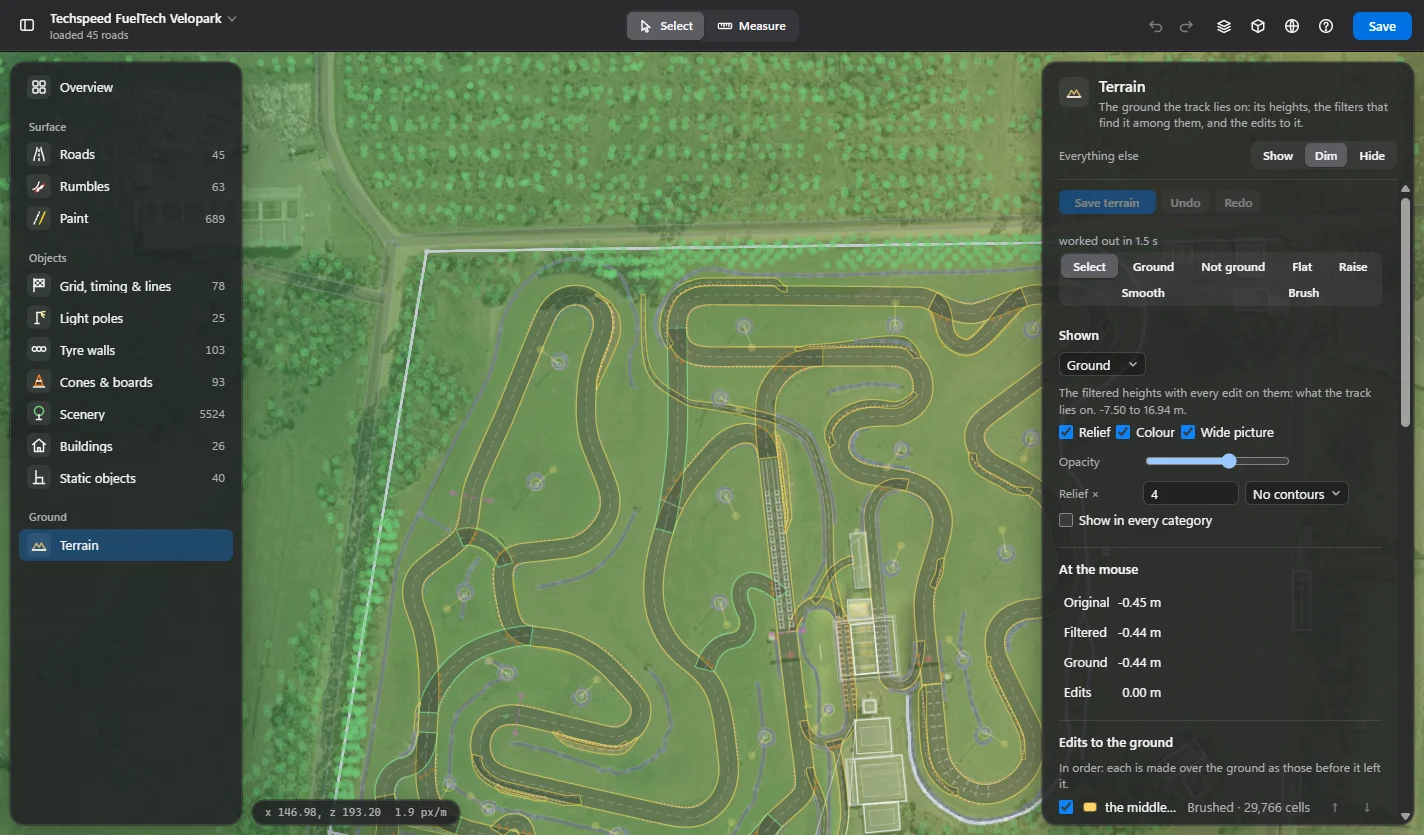 Techspeed FuelTech Velopark
loaded 45 roads
Select
Measure
Save
Overview
Surface
Roads 45
Rumbles 63
Paint 689
Objects
Grid, timing & lines 78
Light poles 25
Tyre walls 103
Cones & boards 93
Scenery 5524
Buildings 26
Static objects 40
Ground
Terrain
x 146.98, z 193.20 1.9 px/m
Terrain
The ground the track lies on: its heights, the filters that
find it among them, and the edits to it.
Everything else Show Dim Hide
Save terrain Undo Redo
worked out in 1.5 s
Select Ground Not ground Flat Raise
Smooth Brush
Shown
Ground
The filtered heights with every edit on them: what the track
lies on. -7.50 to 16.94 m.
Relief Colour Wide picture
Opacity
Relief × 4 No contours
Show in every category
At the mouse
Original -0.45 m
Filtered -0.44 m
Ground -0.44 m
Edits 0.00 m
Edits to the ground
In order: each is made over the ground as those before it left
it.
the middle... Brushed · 29,766 cells ↑ ↓